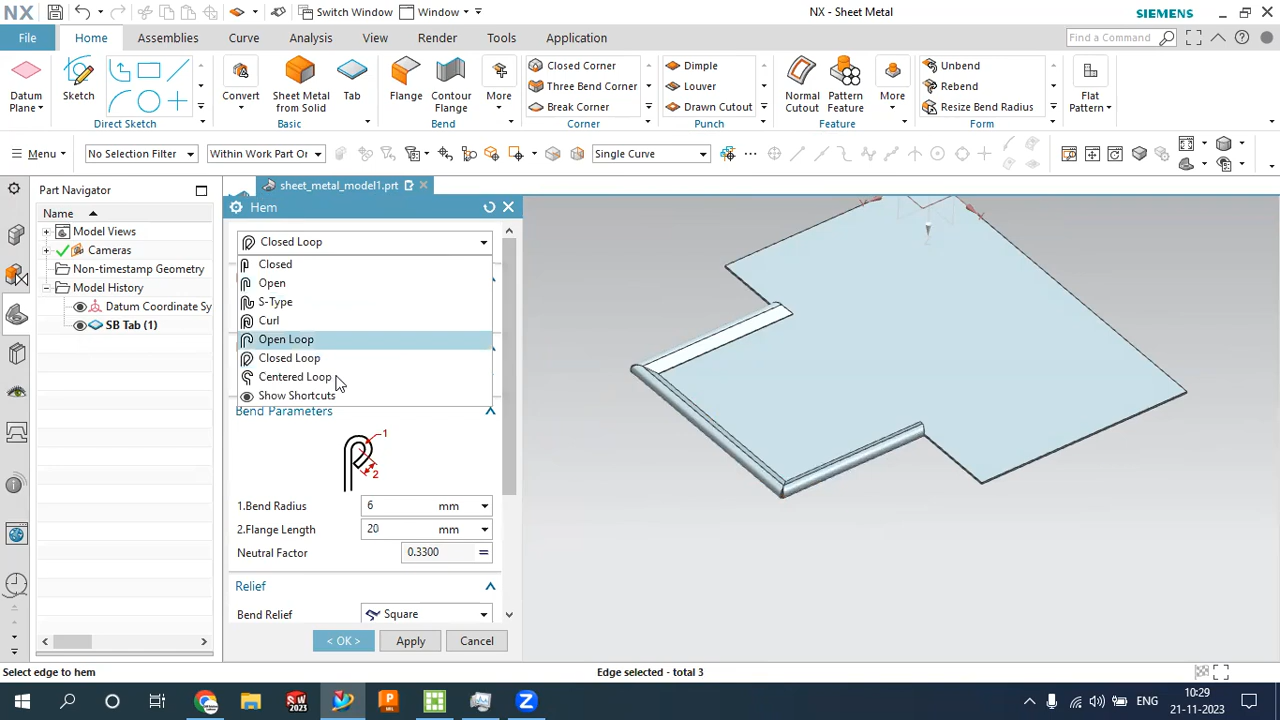 NX
Switch Window
Window
NX - Sheet Metal
SIEMENS
File
Home
Assemblies
Curve
Analysis
View
Render
Tools
Application
Find a Command
Datum Plane
Sketch
Convert
Sheet Metal from Solid
Tab
Flange
Contour Flange
More
Closed Corner
Three Bend Corner
Break Corner
Dimple
Louver
Drawn Cutout
Normal Cutout
Pattern Feature
More
Unbend
Rebend
Resize Bend Radius
Flat Pattern
Direct Sketch
Basic
Bend
Corner
Punch
Feature
Form
Menu
No Selection Filter
Within Work Part Or
Single Curve
Part Navigator
sheet_metal_model1.prt
Name
Model Views
Cameras
Non-timestamp Geometry
Model History
Datum Coordinate Sy
SB Tab (1)
Hem
Closed Loop
Closed
Open
S-Type
Curl
Open Loop
Closed Loop
Centered Loop
Show Shortcuts
Bend Parameters
1
2
1.Bend Radius 6 mm
2.Flange Length 20 mm
Neutral Factor 0.3300 =
Relief
Bend Relief Square
< OK >
Apply
Cancel
X
Select edge to hem
Edge selected - total 3
SW 2023
ENG
10:29
21-11-2023